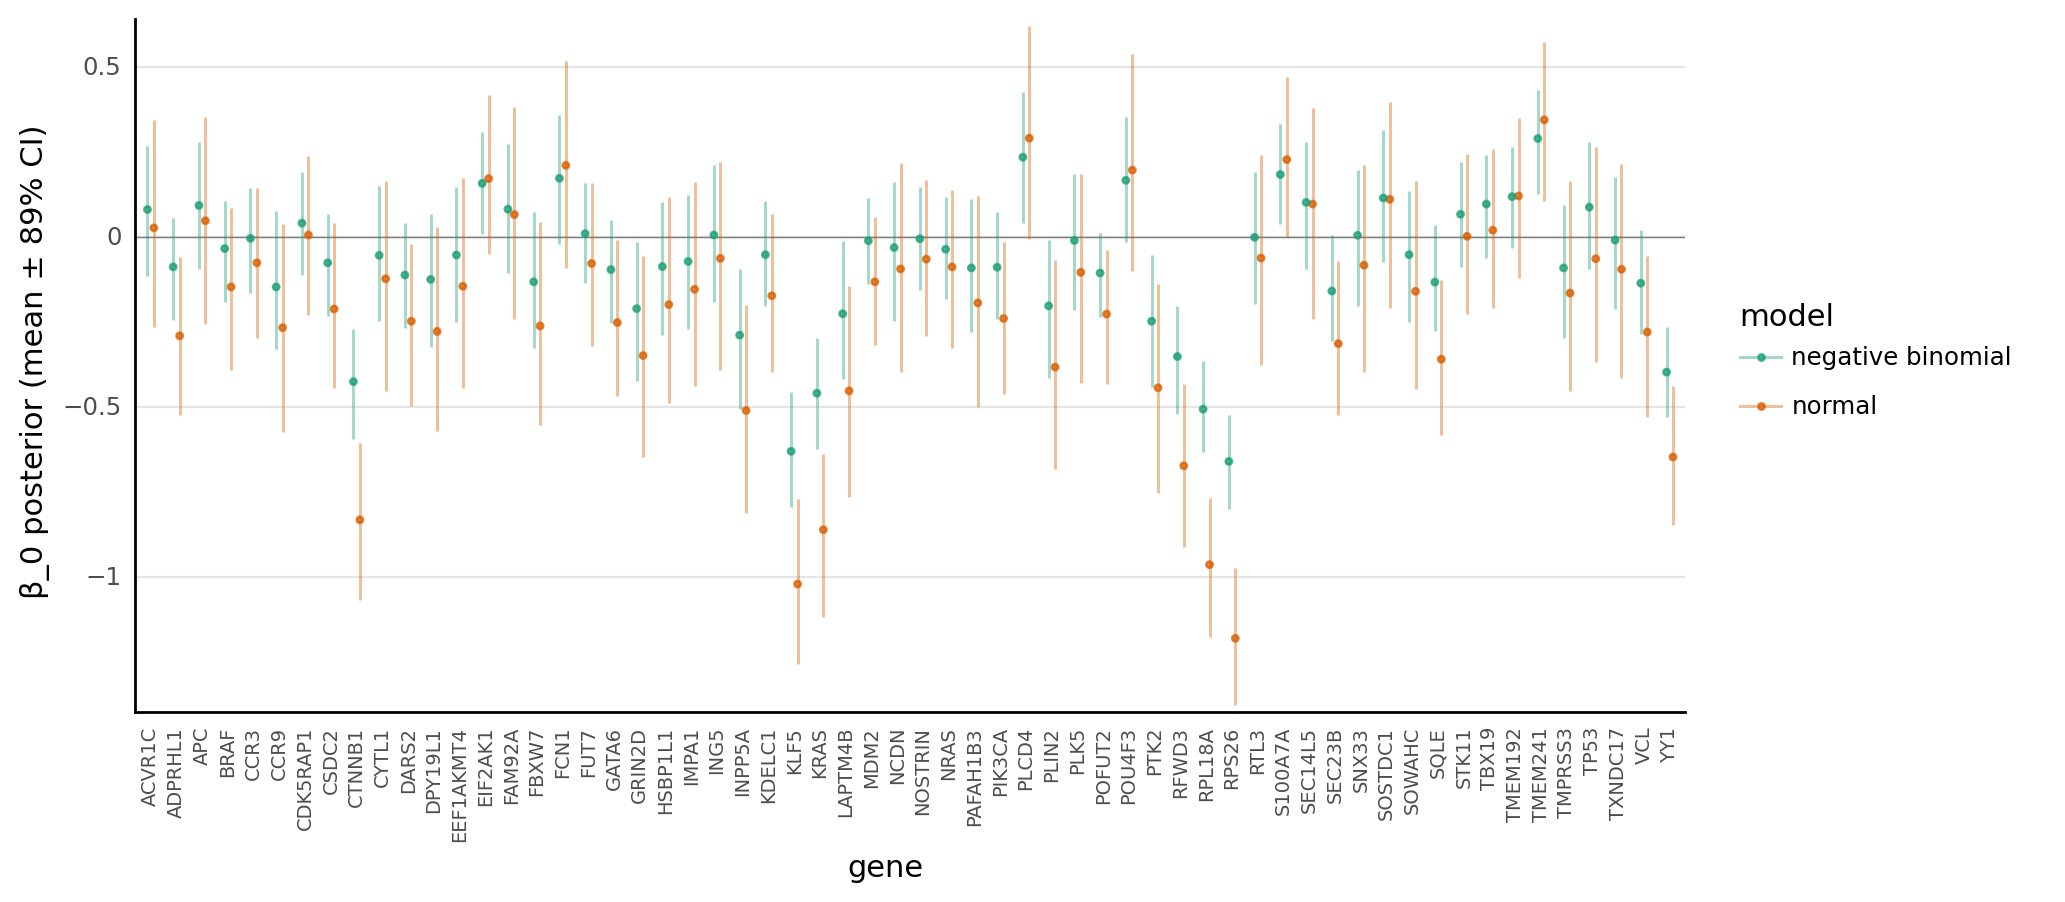 0.5
0
−0.5
−1
β_0 posterior (mean ± 89% CI)
ACVR1C
ADPRHL1
APC
BRAF
CCR3
CCR9
CDK5RAP1
CSDC2
CTNNB1
CYTL1
DARS2
DPY19L1
EEF1AKMT4
EIF2AK1
FAM92A
FBXW7
FCN1
FUT7
GATA6
GRIN2D
HSBP1L1
IMPA1
ING5
INPP5A
KDELC1
KLF5
KRAS
LAPTM4B
MDM2
NCDN
NOSTRIN
NRAS
PAFAH1B3
PIK3CA
PLCD4
PLIN2
PLK5
POFUT2
POU4F3
PTK2
RFWD3
RPL18A
RPS26
RTL3
S100A7A
SEC14L5
SEC23B
SNX33
SOSTDC1
SOWAHC
SQLE
STK11
TBX19
TMEM192
TMEM241
TMPRSS3
TP53
TXNDC17
VCL
YY1
gene
model
negative binomial
normal